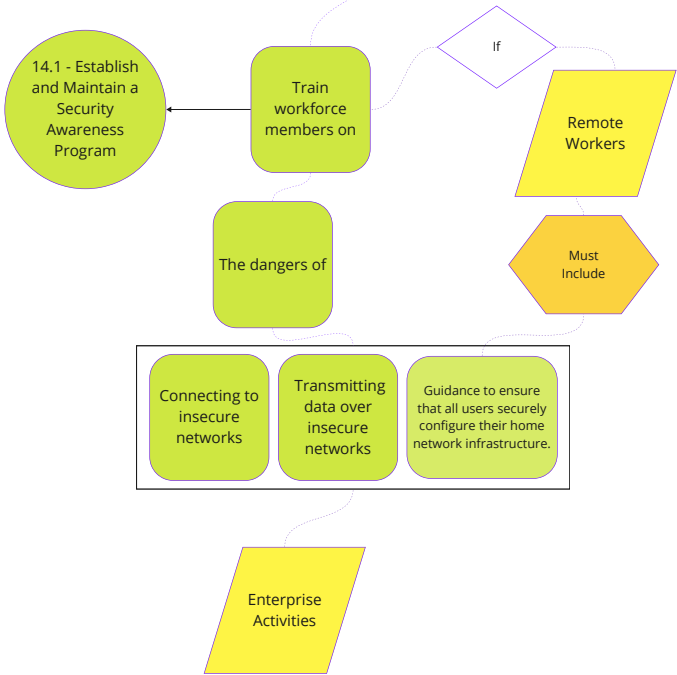 14.1 - Establish
and Maintain a
Security
Awareness
Program
Train
workforce
members on
If
Remote
Workers
The dangers of
Must
Include
Connecting to
insecure
networks
Transmitting
data over
insecure
networks
Guidance to ensure
that all users securely
configure their home
network infrastructure.
Enterprise
Activities